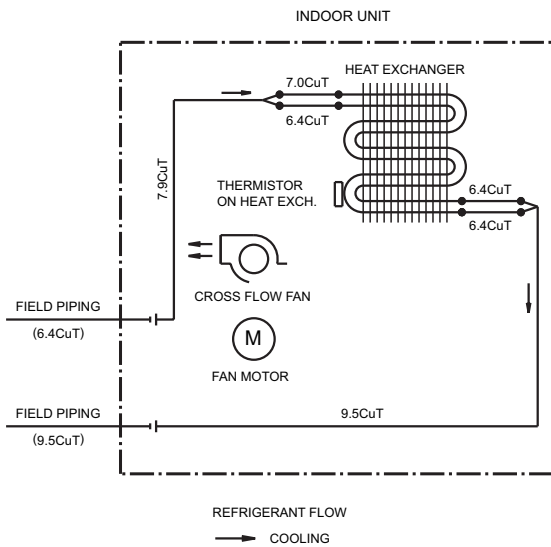 INDOOR UNIT
HEAT EXCHANGER
7.0CuT
6.4CuT
7.9CuT
THERMISTOR
ON HEAT EXCH.
6.4CuT
6.4CuT
CROSS FLOW FAN
FIELD PIPING
(6.4CuT)
M
FAN MOTOR
FIELD PIPING
(9.5CuT)
9.5CuT
REFRIGERANT FLOW
COOLING